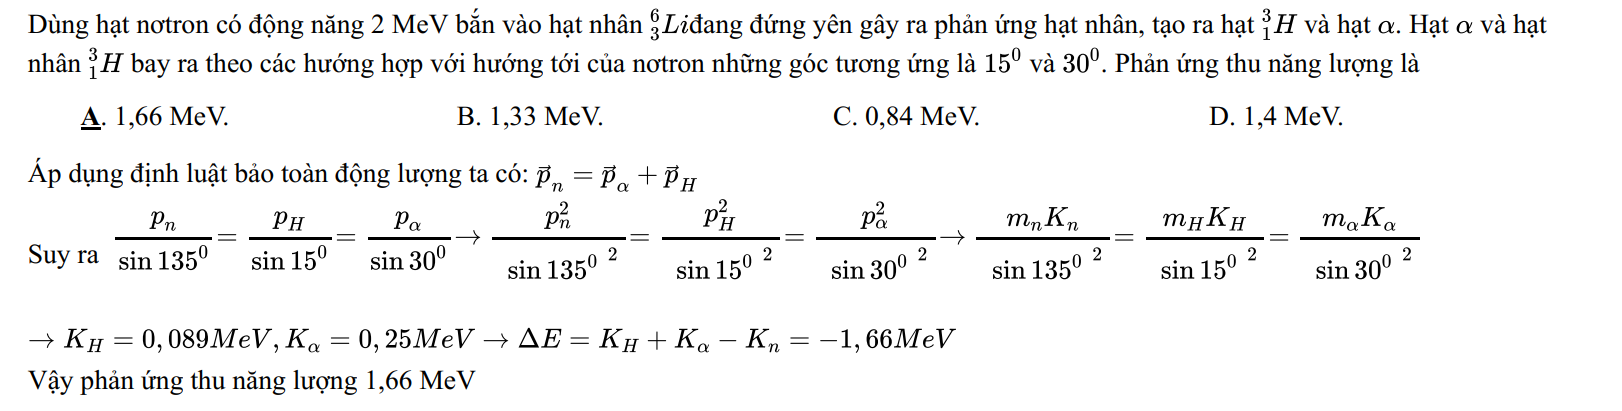 Dùng hạt nơtron có động năng 2 MeV bắn vào hạt nhân $^{6}_{3}Li$đang đứng yên gây ra phản ứng hạt nhân, tạo ra hạt $^{3}_{1}H$ và hạt $\alpha$. Hạt $\alpha$ và hạt
nhân $^{3}_{1}H$ bay ra theo các hướng hợp với hướng tới của nơtron những góc tương ứng là $15^0$ và $30^0$. Phản ứng thu năng lượng là
A. 1,66 MeV. B. 1,33 MeV. C. 0,84 MeV. D. 1,4 MeV.
Áp dụng định luật bảo toàn động lượng ta có: $\vec{p}_n = \vec{p}_\alpha + \vec{p}_H$
Suy ra $\frac{p_n}{\sin 135^0} = \frac{p_H}{\sin 15^0} = \frac{p_\alpha}{\sin 30^0} \rightarrow \frac{p_n^2}{\sin 135^{0\ 2}} = \frac{p_H^2}{\sin 15^{0\ 2}} = \frac{p_\alpha^2}{\sin 30^{0\ 2}} \rightarrow \frac{m_n K_n}{\sin 135^{0\ 2}} = \frac{m_H K_H}{\sin 15^{0\ 2}} = \frac{m_\alpha K_\alpha}{\sin 30^{0\ 2}}$
$\rightarrow K_H = 0,089MeV, K_\alpha = 0,25MeV \rightarrow \Delta E = K_H + K_\alpha - K_n = -1,66MeV$
Vậy phản ứng thu năng lượng 1,66 MeV